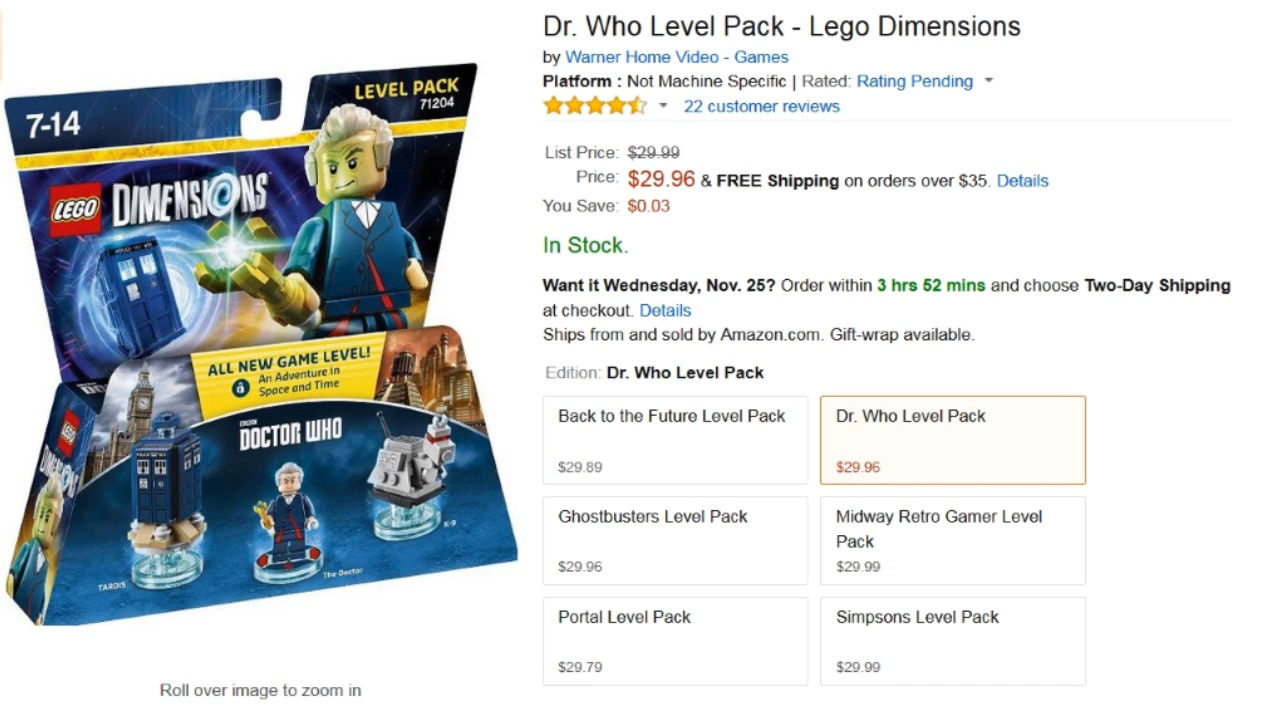 LEVEL PACK
71204
7-14
LEGO DIMENSIONS
POLICE BOX
ALL NEW GAME LEVEL!
An Adventure in
Space and Time
BBC
DOCTOR WHO
LEGO
DIMENSIONS
K-9
The Doctor
TARDIS
Roll over image to zoom in
Dr. Who Level Pack - Lego Dimensions
by Warner Home Video - Games
Platform : Not Machine Specific | Rated: Rating Pending
22 customer reviews
List Price: $29.99
Price: $29.96 & FREE Shipping on orders over $35. Details
You Save: $0.03
In Stock.
Want it Wednesday, Nov. 25? Order within 3 hrs 52 mins and choose Two-Day Shipping
at checkout. Details
Ships from and sold by Amazon.com. Gift-wrap available.
Edition: Dr. Who Level Pack
Back to the Future Level Pack
$29.89
Dr. Who Level Pack
$29.96
Ghostbusters Level Pack
$29.96
Midway Retro Gamer Level
Pack
$29.99
Portal Level Pack
$29.79
Simpsons Level Pack
$29.99